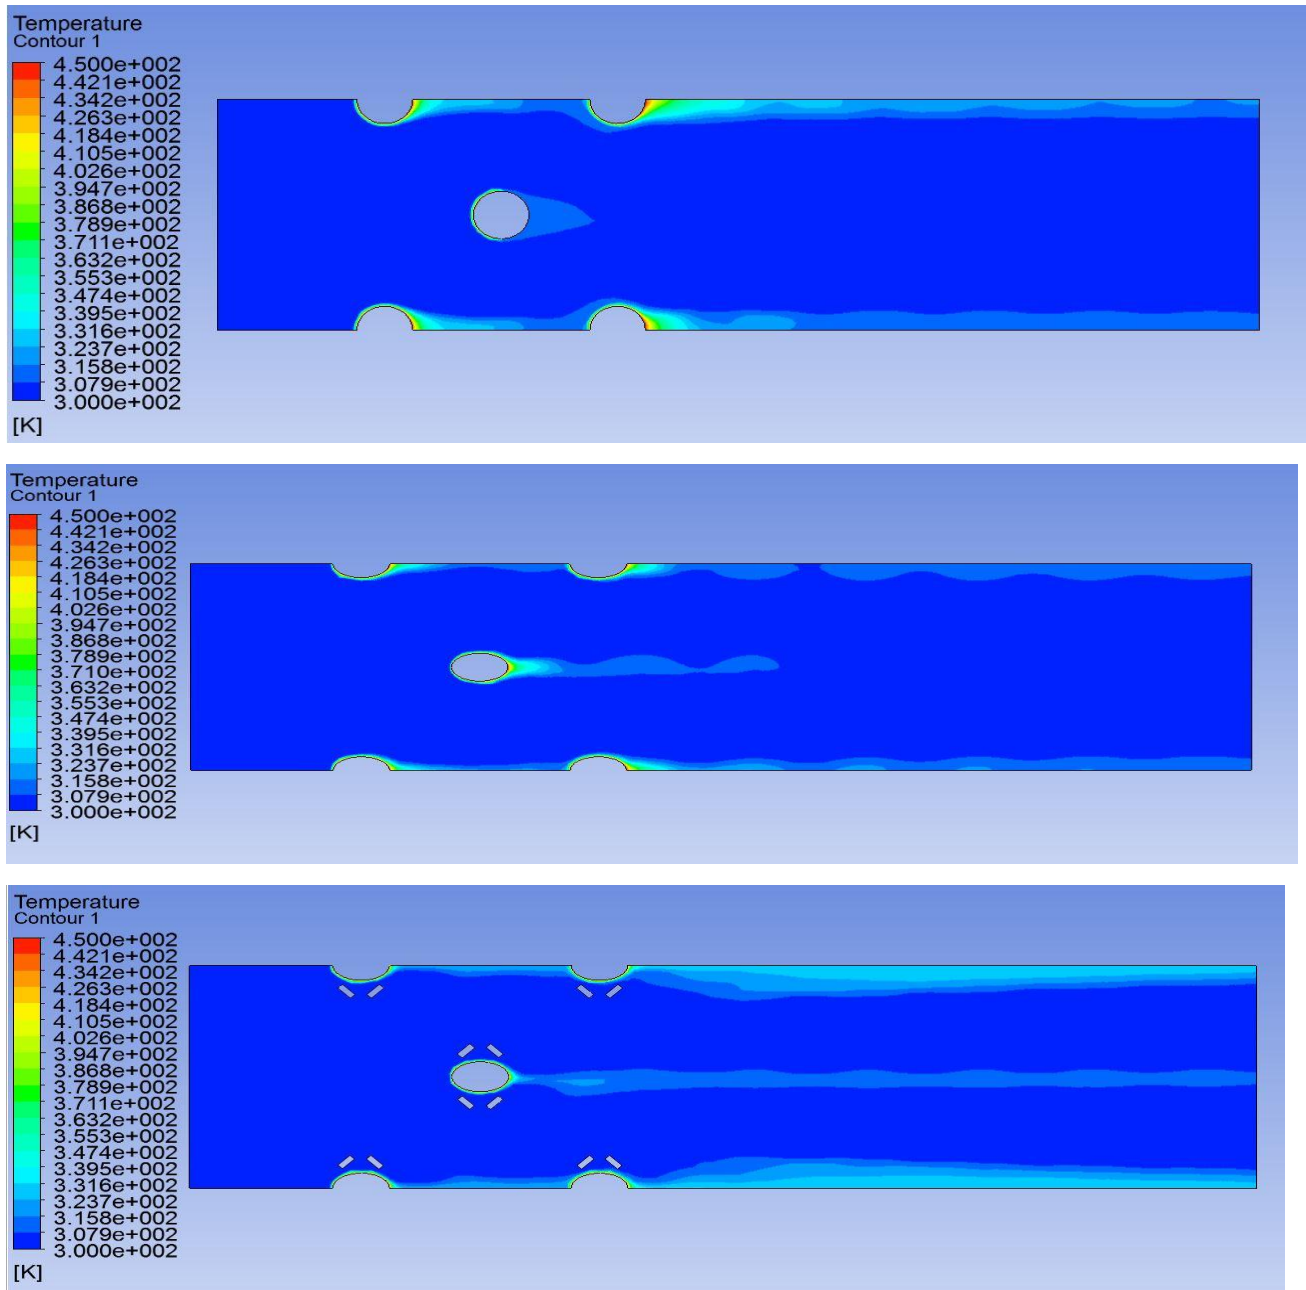 Temperature
Contour 1
4.500e+002
4.421e+002
4.342e+002
4.263e+002
4.184e+002
4.105e+002
4.026e+002
3.947e+002
3.868e+002
3.789e+002
3.711e+002
3.632e+002
3.553e+002
3.474e+002
3.395e+002
3.316e+002
3.237e+002
3.158e+002
3.079e+002
3.000e+002
[K]
Temperature
Contour 1
4.500e+002
4.421e+002
4.342e+002
4.263e+002
4.184e+002
4.105e+002
4.026e+002
3.947e+002
3.868e+002
3.789e+002
3.710e+002
3.632e+002
3.553e+002
3.474e+002
3.395e+002
3.316e+002
3.237e+002
3.158e+002
3.079e+002
3.000e+002
[K]
Temperature
Contour 1
4.500e+002
4.421e+002
4.342e+002
4.263e+002
4.184e+002
4.105e+002
4.026e+002
3.947e+002
3.868e+002
3.789e+002
3.711e+002
3.632e+002
3.553e+002
3.474e+002
3.395e+002
3.316e+002
3.237e+002
3.158e+002
3.079e+002
3.000e+002
[K]